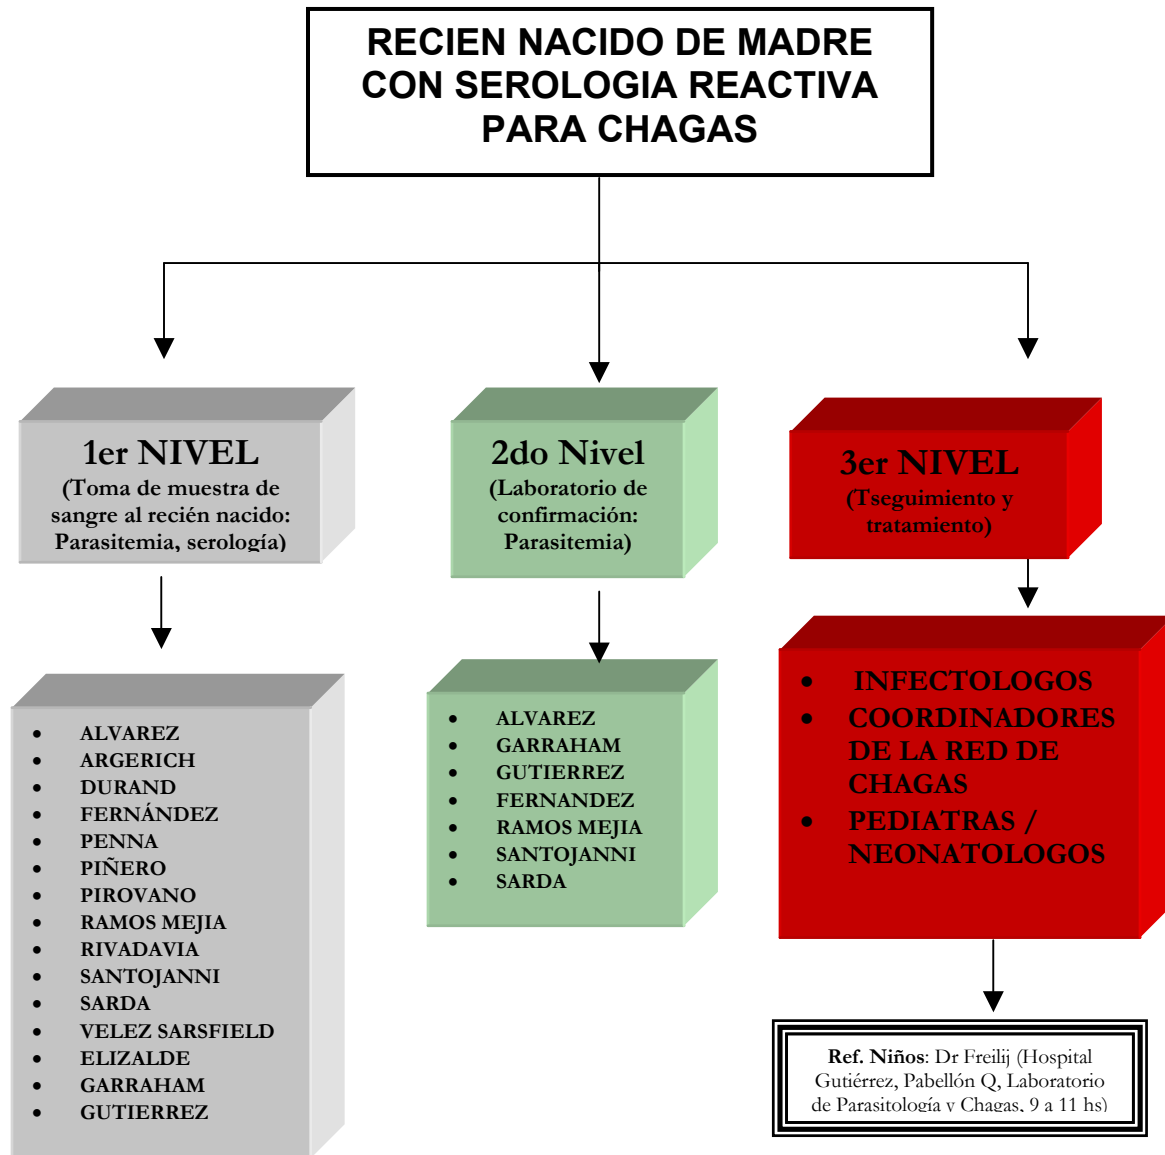 RECIEN NACIDO DE MADRE
CON SEROLOGIA REACTIVA
PARA CHAGAS
1er NIVEL
(Toma de muestra de
sangre al recién nacido:
Parasitemia, serología)
2do Nivel
(Laboratorio de
confirmación:
Parasitemia)
3er NIVEL
(Tseguimiento y
tratamiento)
• ALVAREZ
• ARGERICH
• DURAND
• FERNÁNDEZ
• PENNA
• PIÑERO
• PIROVANO
• RAMOS MEJIA
• RIVADAVIA
• SANTOJANNI
• SARDA
• VELEZ SARSFIELD
• ELIZALDE
• GARRAHAM
• GUTIERREZ
• ALVAREZ
• GARRAHAM
• GUTIERREZ
• FERNANDEZ
• RAMOS MEJIA
• SANTOJANNI
• SARDA
• INFECTOLOGOS
• COORDINADORES
DE LA RED DE
CHAGAS
• PEDIATRAS /
NEONATOLOGOS
Ref. Niños: Dr Freilij (Hospital
Gutiérrez, Pabellón Q, Laboratorio
de Parasitología y Chagas, 9 a 11 hs)